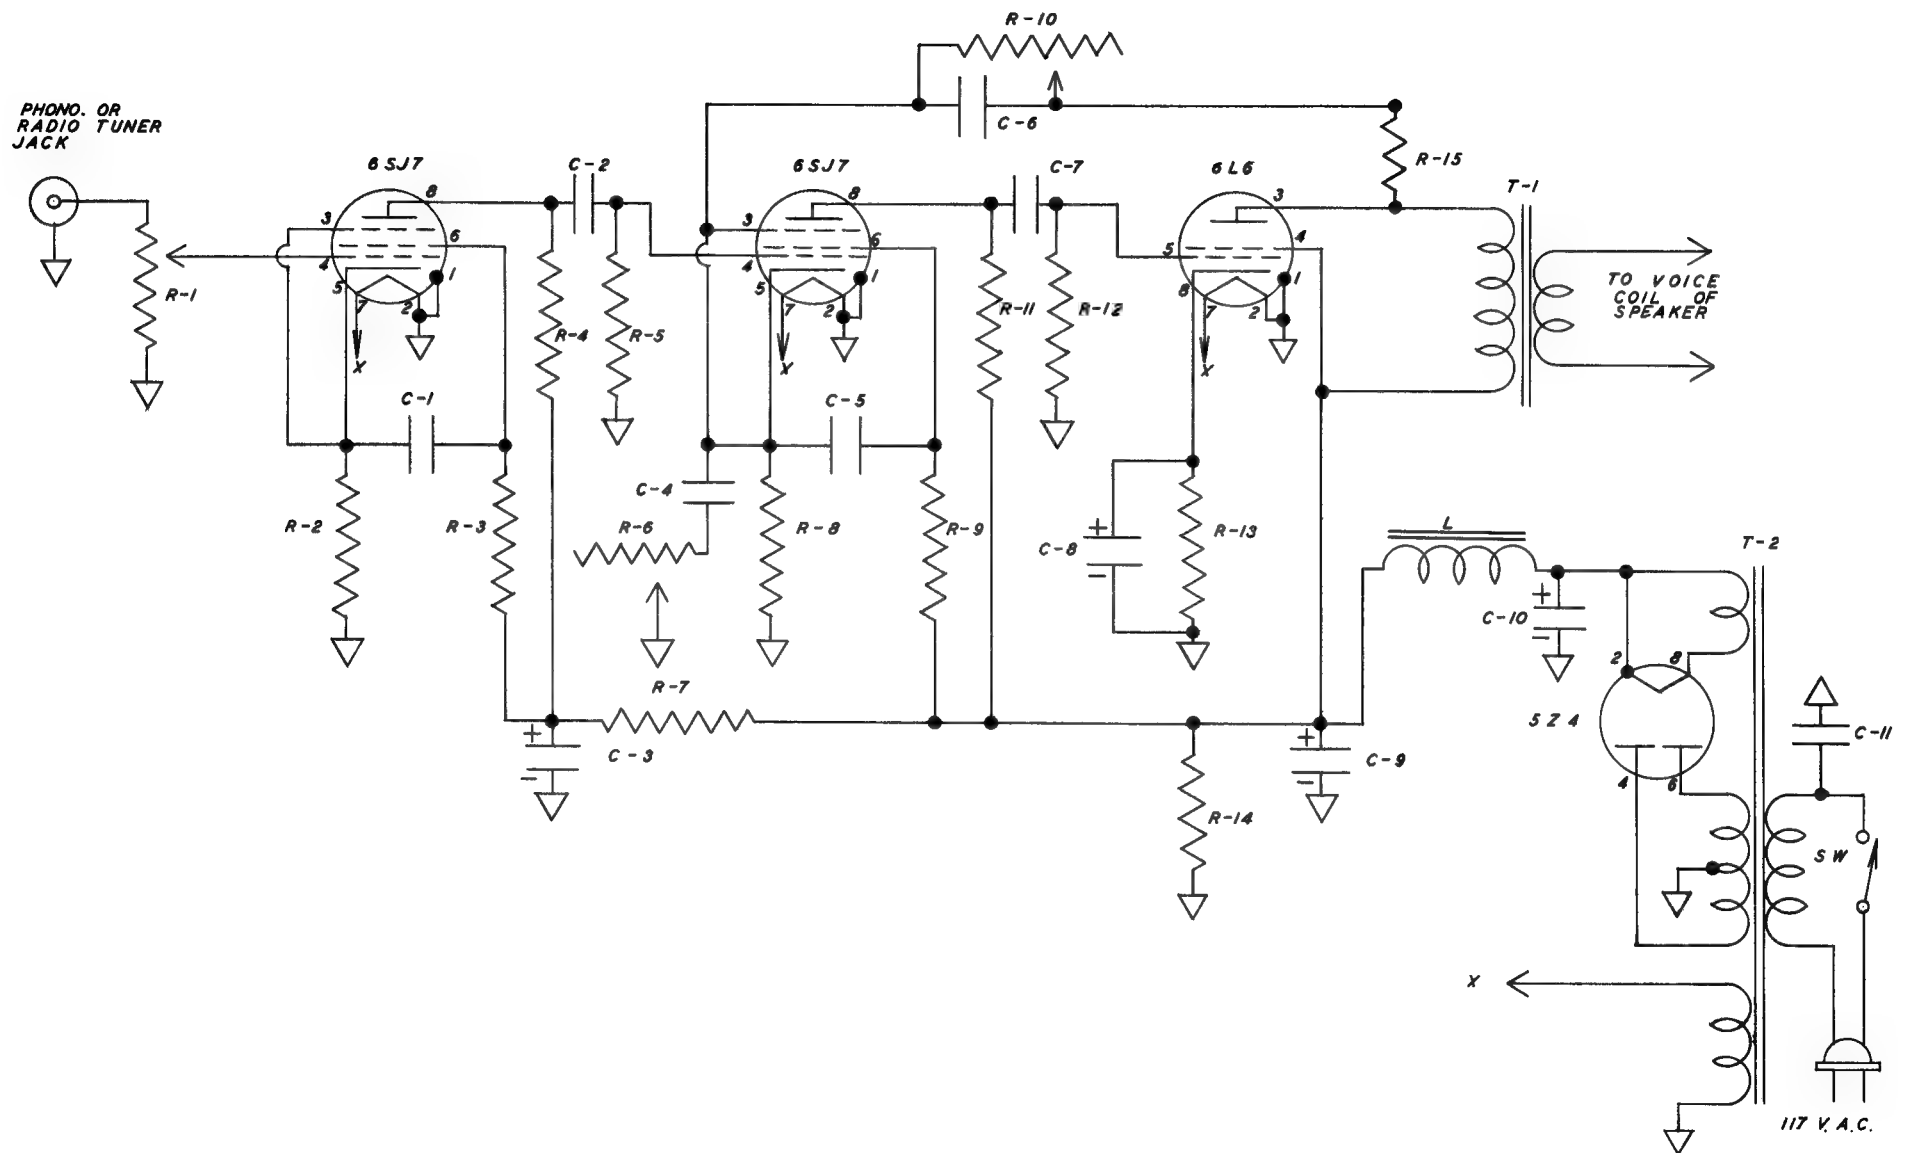 R-10
PHONO. OR
RADIO TUNER
JACK
6SJ7
C-2
6SJ7
C-7
6L6
C-6
R-15
T-1
8
3
6
4
5
1
7
2
X
R-1
R-4
R-5
8
3
6
4
5
1
7
2
X
R-11
R-12
3
4
5
1
8
7
2
X
TO VOICE
COIL OF
SPEAKER
C-1
C-5
R-2
R-3
C-4
R-6
R-8
R-9
+
C-8
-
R-13
L
T-2
+
C-10
-
2
8
5Z4
4
6
C-11
R-7
+
C-3
-
+
C-9
-
R-14
SW
X
117 V.A.C.